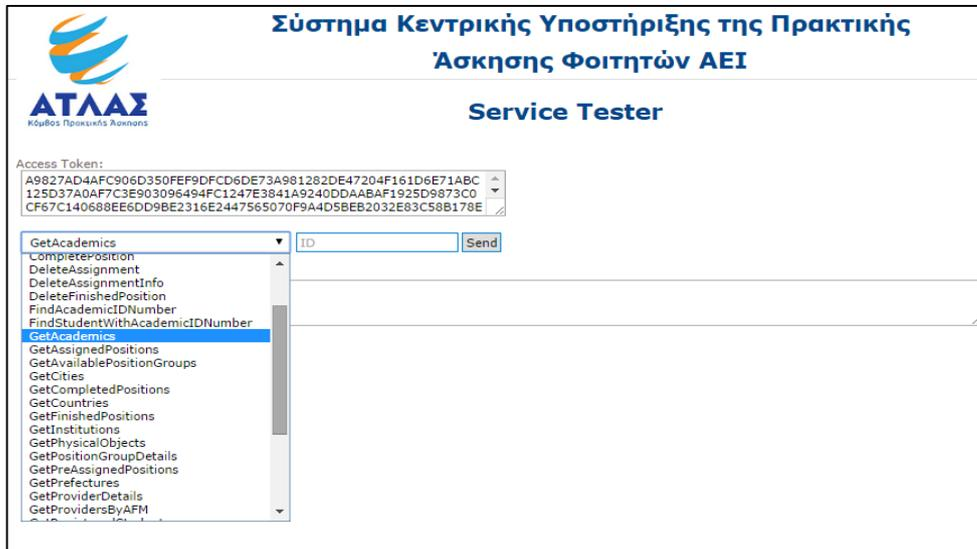 Σύστημα Κεντρικής Υποστήριξης της Πρακτικής
Άσκησης Φοιτητών ΑΕΙ
ΑΤΛΑΣ
Κόμβος Πρακτικής Άσκησης
Service Tester
Access Token:
A9827AD4AFC906D350FEF9DFCD6DE73A981282DE47204F161D6E71ABC
125D37A0AF7C3E903096494FC1247E3841A9240DDAABAF1925D9873C0
CF67C140688EE6DD9BE2316E2447565070F9A4D5BEB2032E83C58B178E
GetAcademics
ID
Send
CompletePosition
DeleteAssignment
DeleteAssignmentInfo
DeleteFinishedPosition
FindAcademicIDNumber
FindStudentWithAcademicIDNumber
GetAcademics
GetAssignedPositions
GetAvailablePositionGroups
GetCities
GetCompletedPositions
GetCountries
GetFinishedPositions
GetInstitutions
GetPhysicalObjects
GetPositionGroupDetails
GetPreAssignedPositions
GetPrefectures
GetProviderDetails
GetProvidersByAFM